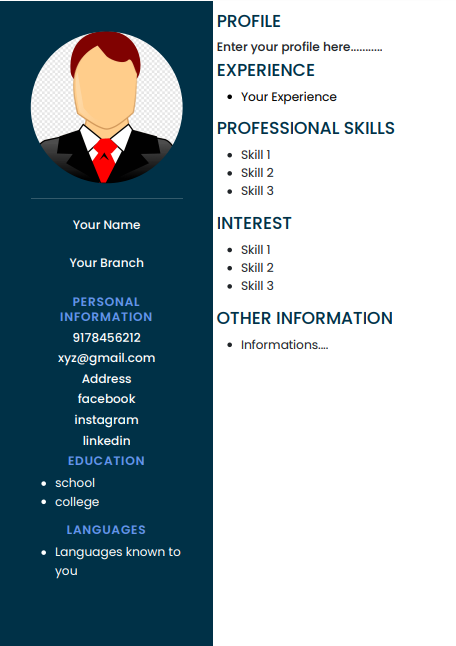 Your Name
Your Branch
PERSONAL
INFORMATION
9178456212
xyz@gmail.com
Address
facebook
instagram
linkedin
EDUCATION
school
college
LANGUAGES
Languages known to
you
PROFILE
Enter your profile here...........
EXPERIENCE
Your Experience
PROFESSIONAL SKILLS
Skill 1
Skill 2
Skill 3
INTEREST
Skill 1
Skill 2
Skill 3
OTHER INFORMATION
Informations....